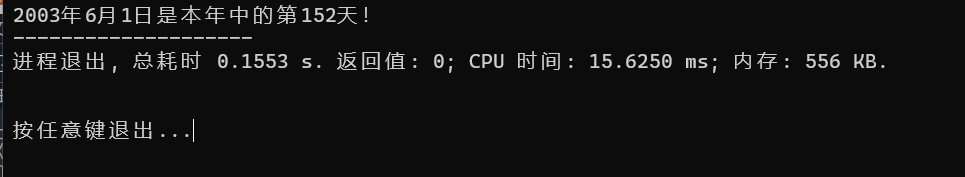 2003年6月1日是本年中的第152天!
--------------------
进程退出, 总耗时 0.1553 s. 返回值: 0; CPU 时间: 15.6250 ms; 内存: 556 KB.
按任意键退出...